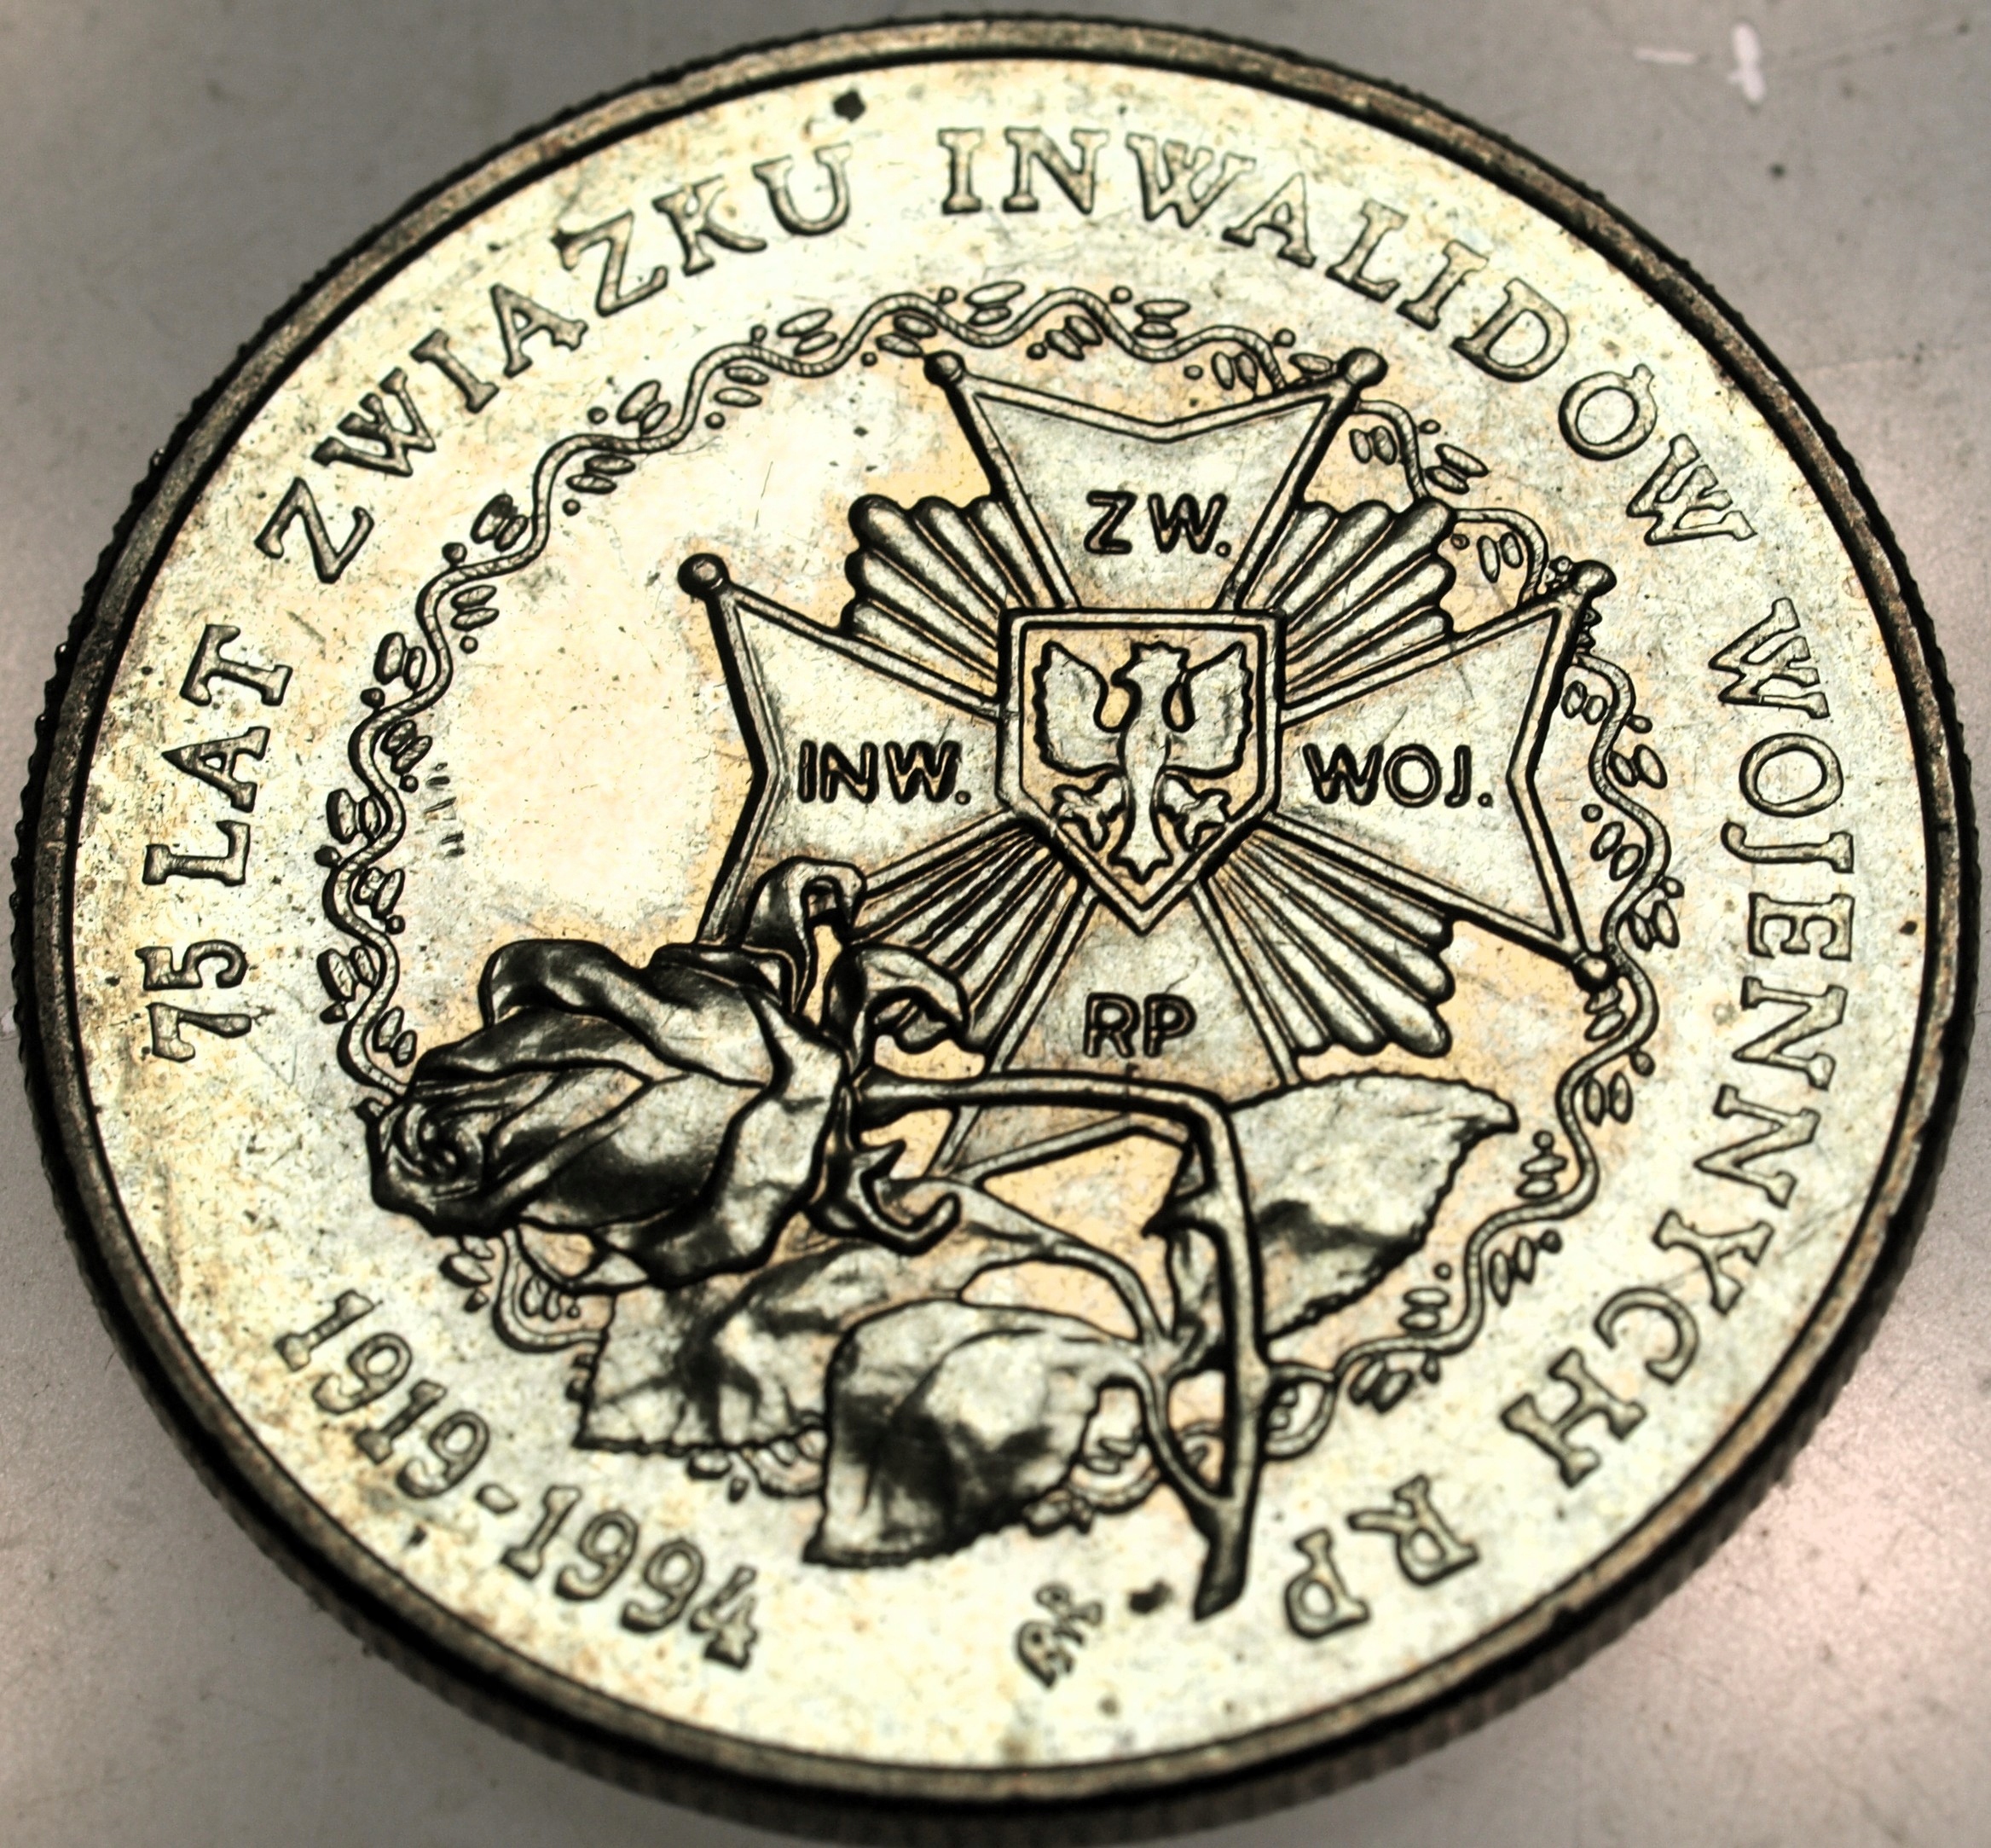 75 LAT ZWIĄZKU INWALIDÓW WOJENNYCH RP
1919-1994
ZW.
INW. WOJ.
RP